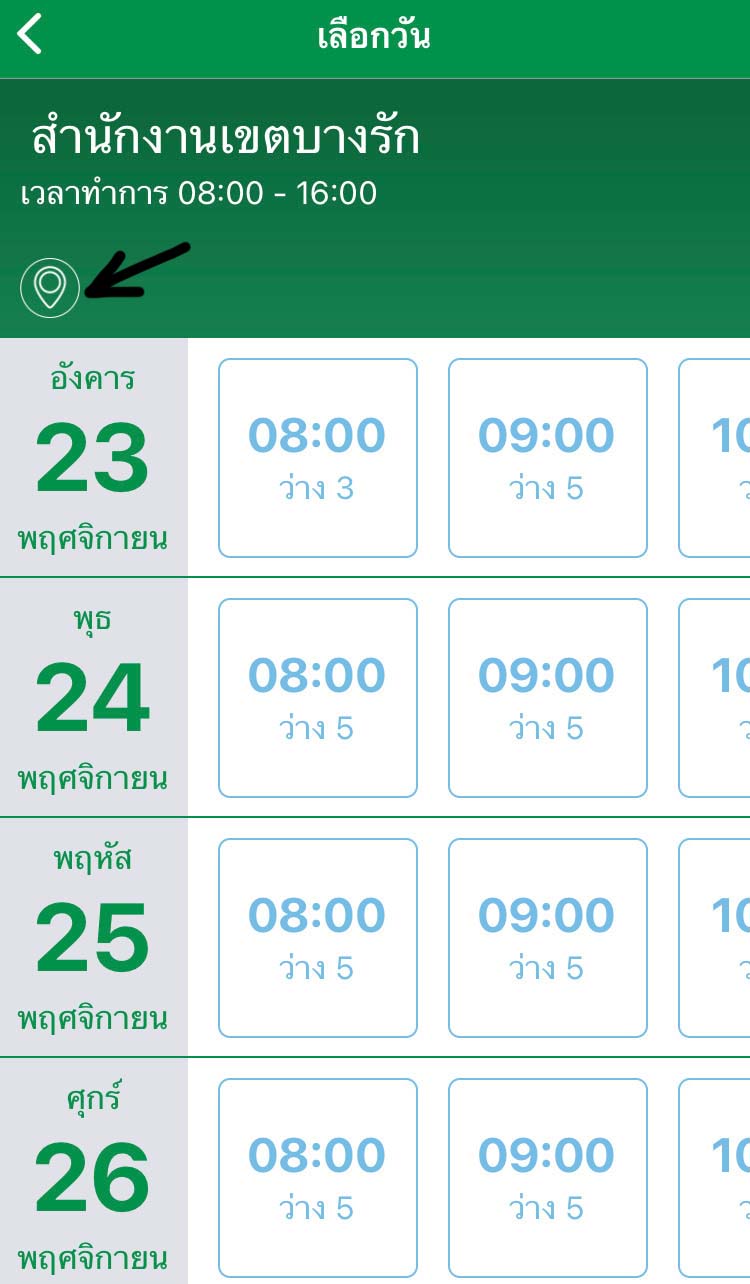 เลือกวัน
สำนักงานเขตบางรัก
เวลาทำการ 08:00 - 16:00
อังคาร
23
พฤศจิกายน
08:00
ว่าง 3
09:00
ว่าง 5
พุธ
24
พฤศจิกายน
08:00
ว่าง 5
09:00
ว่าง 5
พฤหัส
25
พฤศจิกายน
08:00
ว่าง 5
09:00
ว่าง 5
ศุกร์
26
พฤศจิกายน
08:00
ว่าง 5
09:00
ว่าง 5